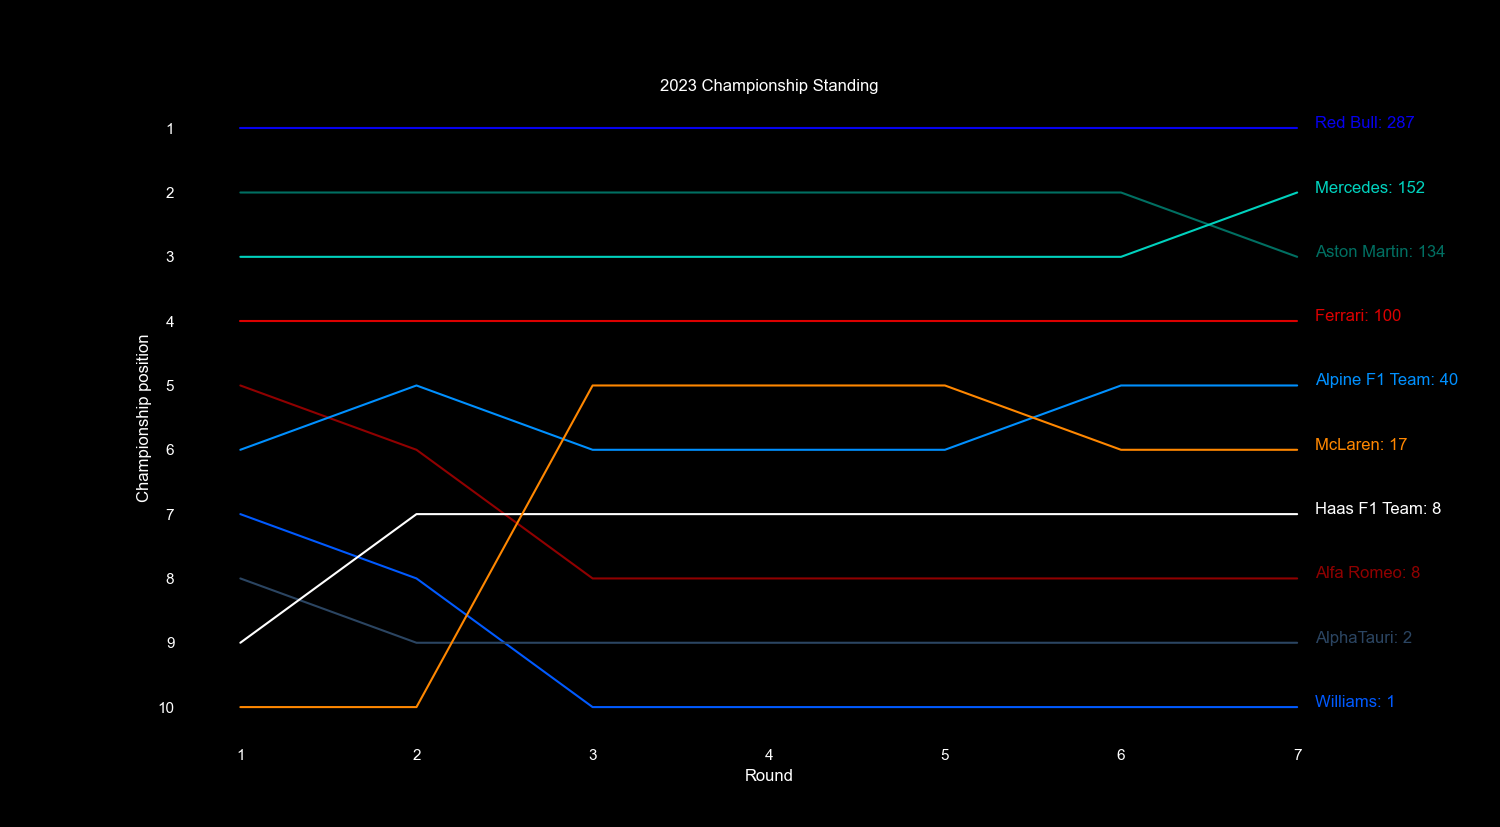 2023 Championship Standing
Championship position
1
2
3
4
5
6
7
8
9
10
Red Bull: 287
Mercedes: 152
Aston Martin: 134
Ferrari: 100
Alpine F1 Team: 40
McLaren: 17
Haas F1 Team: 8
Alfa Romeo: 8
AlphaTauri: 2
Williams: 1
1 2 3 4 5 6 7
Round